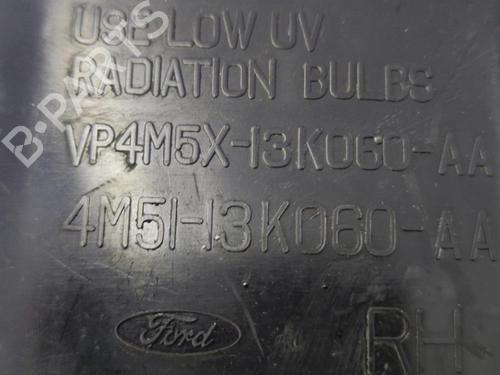 USE LOW UV
RADIATION BULBS
VP4M5X-13K060-AA
4M51-13K060-AA
Ford RH
B-PARTS